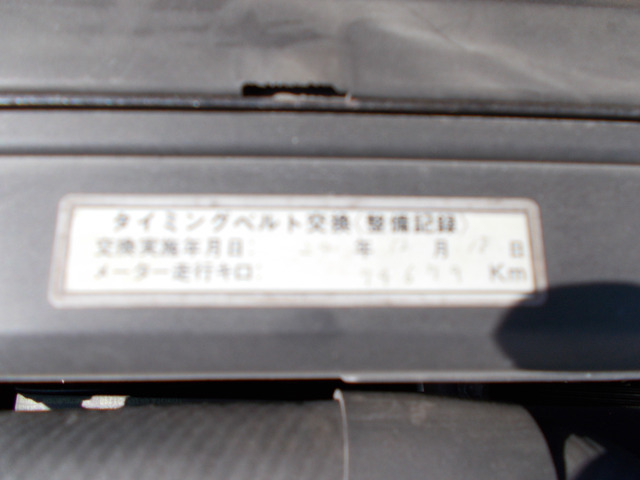 タイミングベルト交換(整備記録)
交換実施年月日: 年 12 月 日
メーター走行キロ: Km